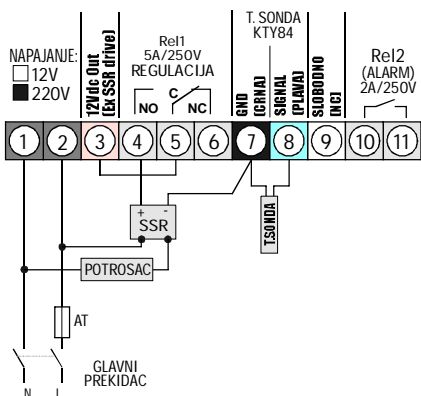 NAPAJANJE:
12V
220V
12Vdc Out
(Ex SSR drive)
Rel1
5A/250V
REGULACIJA
C
NO
NC
T. SONDA
KTY84
GND
(CRNA)
SIGNAL
(PLAVA)
SLOBODNO
(NC)
Rel2
(ALARM)
2A/250V
1 2 3 4 5 6 7 8 9 10 11
+ -
SSR
T.SONDA
POTROSAC
AT
GLAVNI
PREKIDAC
N L